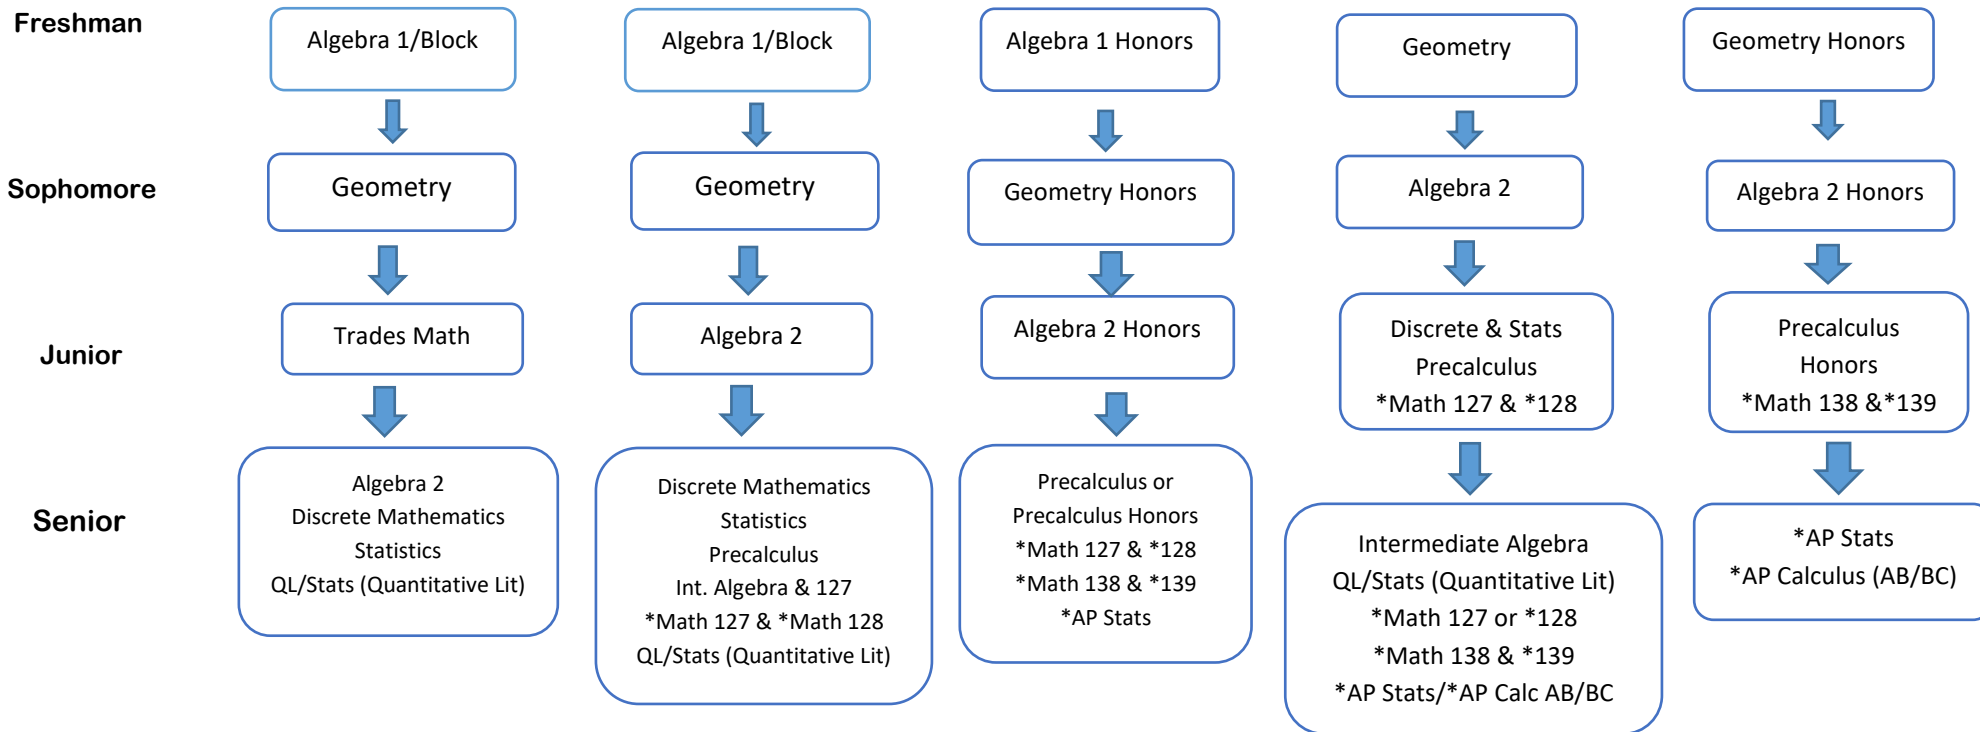 Freshman
Algebra 1/Block
Algebra 1/Block
Algebra 1 Honors
Geometry
Geometry Honors
Sophomore
Geometry
Geometry
Geometry Honors
Algebra 2
Algebra 2 Honors
Junior
Trades Math
Algebra 2
Algebra 2 Honors
Discrete & Stats
Precalculus
*Math 127 & *128
Precalculus
Honors
*Math 138 &*139
Senior
Algebra 2
Discrete Mathematics
Statistics
QL/Stats (Quantitative Lit)
Discrete Mathematics
Statistics
Precalculus
Int. Algebra & 127
*Math 127 & *Math 128
QL/Stats (Quantitative Lit)
Precalculus or
Precalculus Honors
*Math 127 & *128
*Math 138 & *139
*AP Stats
Intermediate Algebra
QL/Stats (Quantitative Lit)
*Math 127 or *128
*Math 138 & *139
*AP Stats/*AP Calc AB/BC
*AP Stats
*AP Calculus (AB/BC)